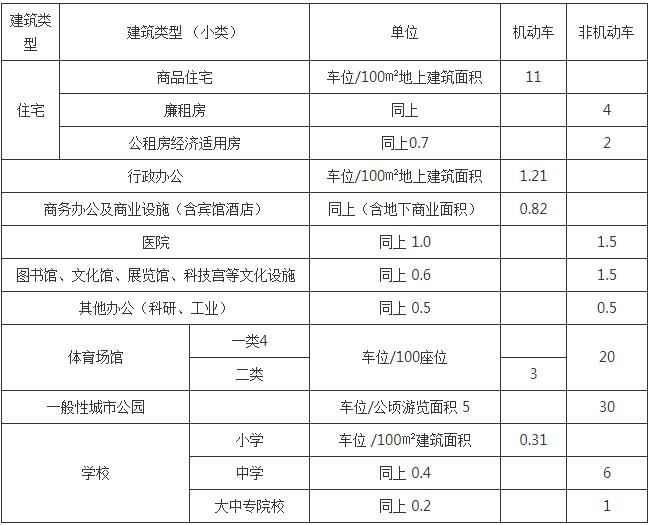 建筑类型 建筑类型 （小类） 单位 机动车 非机动车
住宅 商品住宅 车位/100㎡地上建筑面积 11
廉租房 同上 4
公租房经济适用房 同上0.7 2
行政办公 车位/100㎡地上建筑面积 1.21
商务办公及商业设施（含宾馆酒店） 同上（含地下商业面积） 0.82
医院 同上 1.0 1.5
图书馆、文化馆、展览馆、科技宫等文化设施 同上 0.6 1.5
其他办公（科研、工业） 同上 0.5 0.5
体育场馆 一类4 车位/100座位 20
二类 3
一般性城市公园 车位/公顷游览面积 5 30
学校 小学 车位 /100㎡建筑面积 0.31
中学 同上 0.4 6
大中专院校 同上 0.2 1